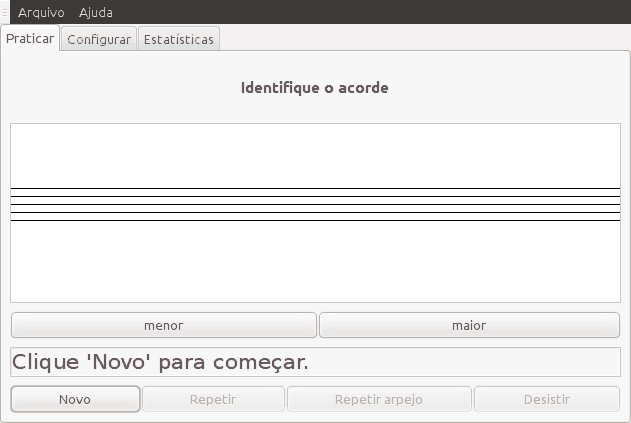 Arquivo Ajuda
Praticar Configurar Estatísticas
Identifique o acorde
menor maior
Clique 'Novo' para começar.
Novo Repetir Repetir arpejo Desistir